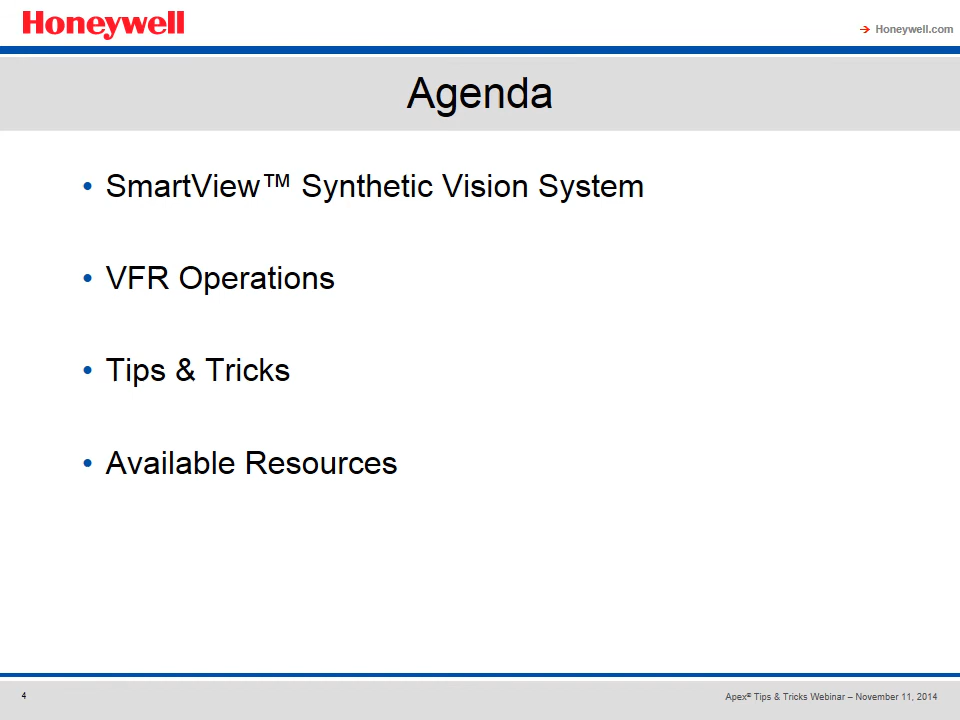 Honeywell
Honeywell.com
Agenda
• SmartView™ Synthetic Vision System
• VFR Operations
• Tips & Tricks
• Available Resources
4
Apex® Tips & Tricks Webinar – November 11, 2014